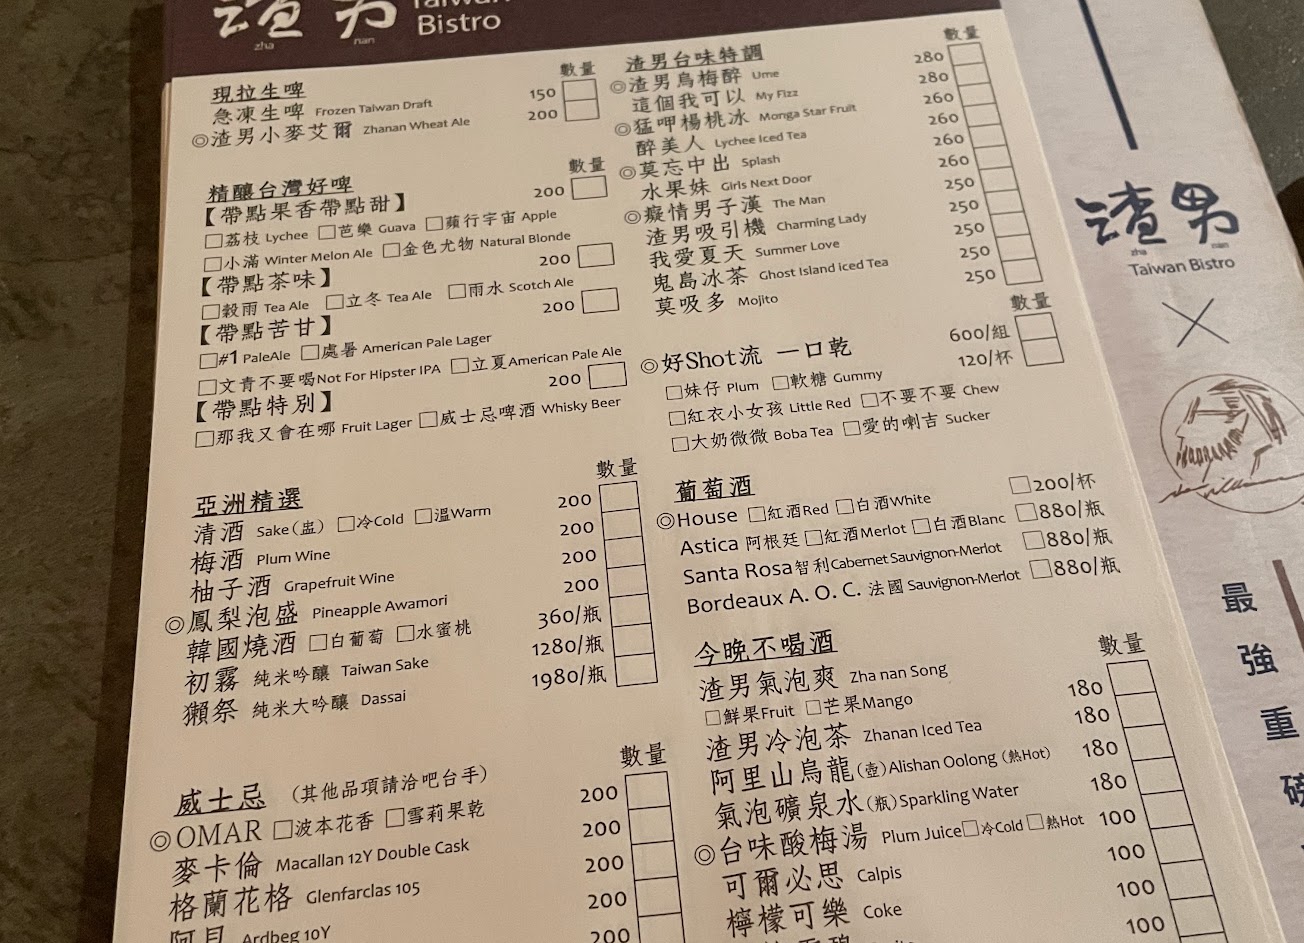 渣男 Taiwan Bistro
zha nan
數量
現拉生啤
急凍生啤 Frozen Taiwan Draft 150
◎渣男小麥艾爾 Zhanan Wheat Ale 200
數量
精釀台灣好啤
【帶點果香帶點甜】 200
□荔枝 Lychee □芭樂 Guava □蘋行宇宙 Apple
□小滿 Winter Melon Ale □金色尤物 Natural Blonde
【帶點茶味】 200
□穀雨 Tea Ale □立冬 Tea Ale □雨水 Scotch Ale
【帶點苦甘】 200
□#1 PaleAle □處暑 American Pale Lager
□文青不要喝Not For Hipster IPA □立夏American Pale Ale
【帶點特別】 200
□那我又會在哪 Fruit Lager □威士忌啤酒 Whisky Beer
數量
亞洲精選
清酒 Sake(盅) □冷Cold □溫Warm 200
梅酒 Plum Wine 200
柚子酒 Grapefruit Wine 200
◎鳳梨泡盛 Pineapple Awamori 200
韓國燒酒 □白葡萄 □水蜜桃 360/瓶
初霧 純米吟釀 Taiwan Sake 1280/瓶
獺祭 純米大吟釀 Dassai 1980/瓶
數量
威士忌 (其他品項請洽吧台手)
◎OMAR □波本花香 □雪莉果乾 200
麥卡倫 Macallan 12Y Double Cask 200
格蘭花格 Glenfarclas 105 200
阿貝 Ardbeg 10Y 200
200
數量
渣男台味特調
◎渣男烏梅醉 Ume 280
這個我可以 My Fizz 280
◎猛呷楊桃冰 Monga Star Fruit 260
醉美人 Lychee Iced Tea 260
◎莫忘中出 Splash 260
水果妹 Girls Next Door 260
◎癡情男子漢 The Man 250
渣男吸引機 Charming Lady 250
我愛夏天 Summer Love 250
鬼島冰茶 Ghost Island iced Tea 250
莫吸多 Mojito 250
數量
◎好Shot流 一口乾 600/組
120/杯
□妹仔 Plum □軟糖 Gummy
□紅衣小女孩 Little Red □不要不要 Chew
□大奶微微 Boba Tea □愛的喇吉 Sucker
葡萄酒
◎House □紅酒Red □白酒White □200/杯
Astica 阿根廷 □紅酒Merlot □白酒Blanc □880/瓶
Santa Rosa智利Cabernet Sauvignon-Merlot □880/瓶
Bordeaux A. O. C. 法國 Sauvignon-Merlot □880/瓶
數量
今晚不喝酒
渣男氣泡爽 Zha nan Song 180
□鮮果Fruit □芒果Mango
渣男冷泡茶 Zhanan Iced Tea 180
阿里山烏龍(壺)Alishan Oolong (熱Hot) 180
氣泡礦泉水(瓶)Sparkling Water 180
◎台味酸梅湯 Plum Juice□冷Cold □熱Hot 100
可爾必思 Calpis 100
檸檬可樂 Coke 100
100
渣男
zha nan
Taiwan Bistro
最強重磅